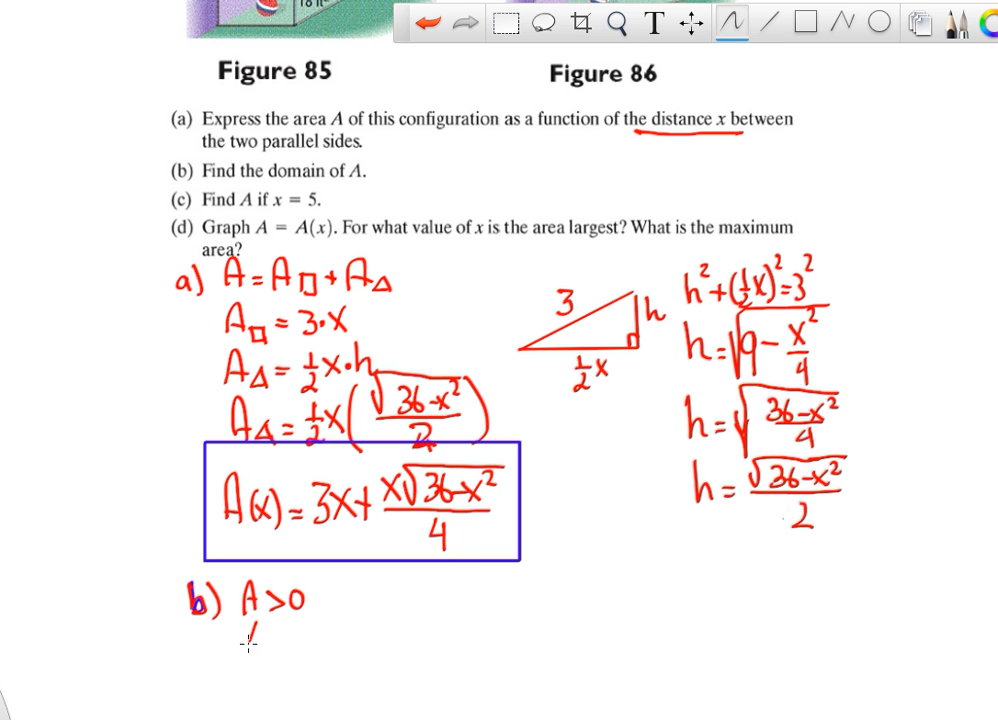 18 ft
T
Figure 85
Figure 86
(a) Express the area A of this configuration as a function of the distance x between
the two parallel sides.
(b) Find the domain of A.
(c) Find A if x = 5.
(d) Graph A = A(x). For what value of x is the area largest? What is the maximum
area?
a) A = A▯ + A△
A▯ = 3·x
A△ = ½x·h
A△ = ½x(√(36-x²)/2)
A(x) = 3x + x√(36-x²)/4
b) A > 0
3
h
½x
h² + (½x)² = 3²
h = √(9 - x²/4)
h = √((36-x²)/4)
h = √(36-x²)/2